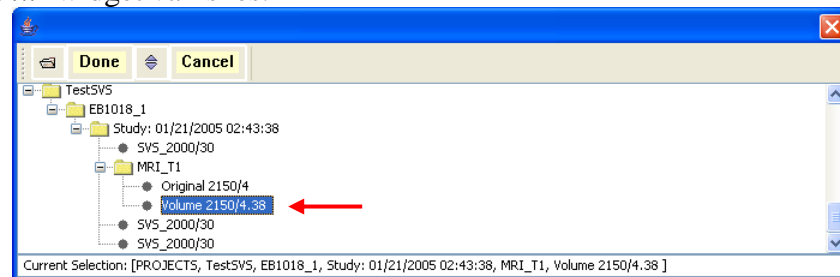 Done Cancel
TestSVS
EB1018_1
Study: 01/21/2005 02:43:38
SVS_2000/30
MRI_T1
Original 2150/4
Volume 2150/4.38
SVS_2000/30
SVS_2000/30
Current Selection: [PROJECTS, TestSVS, EB1018_1, Study: 01/21/2005 02:43:38, MRI_T1, Volume 2150/4.38 ]